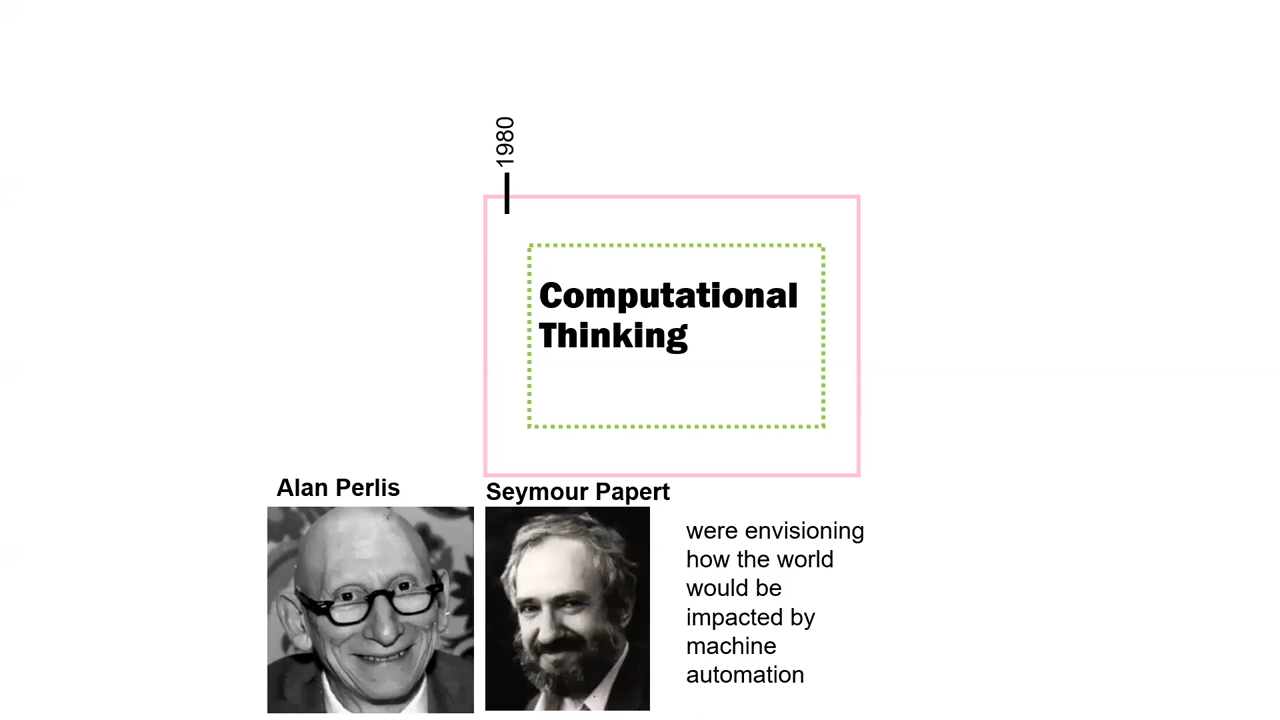 1980
Computational
Thinking
Alan Perlis
Seymour Papert
were envisioning
how the world
would be
impacted by
machine
automation